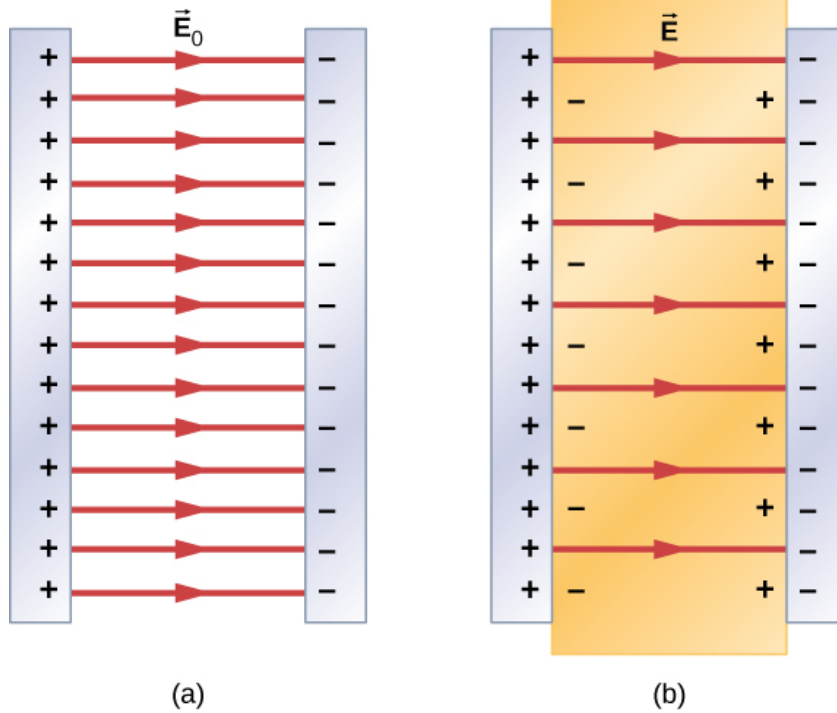 E⃗₀
E⃗
+ − + −
+ − + − + −
+ − + −
+ − + − + −
+ − + −
+ − + − + −
+ − + −
+ − + − + −
+ − + −
+ − + − + −
+ − + −
+ − + − + −
+ − + −
+ − + − + −
(a)
(b)